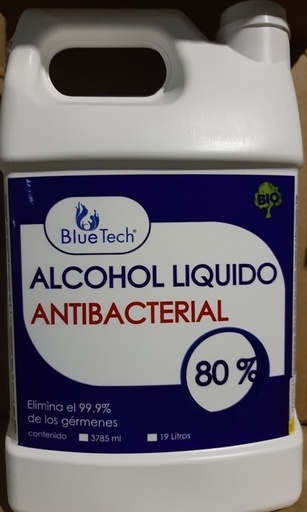 BlueTech®
BIO
ALCOHOL LIQUIDO
ANTIBACTERIAL
80 %
Elimina el 99.9%
de los gérmenes
contenido 3785 ml 19 Litros